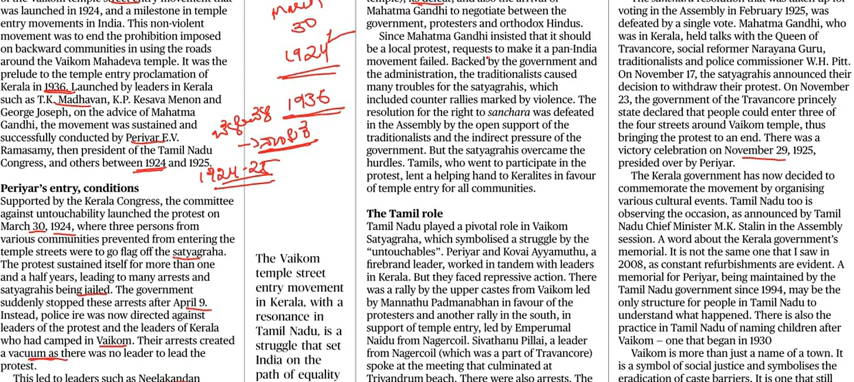 was launched in 1924, and a milestone in temple
entry movements in India. This non-violent
movement was to end the prohibition imposed
on backward communities in using the roads
around the Vaikom Mahadeva temple. It was the
prelude to the temple entry proclamation of
Kerala in 1936. Launched by leaders in Kerala
such as T.K. Madhavan, K.P. Kesava Menon and
George Joseph, on the advice of Mahatma
Gandhi, the movement was sustained and
successfully conducted by Periyar E.V.
Ramasamy, then president of the Tamil Nadu
Congress, and others between 1924 and 1925.
Periyar's entry, conditions
Supported by the Kerala Congress, the committee
against untouchability launched the protest on
March 30, 1924, where three persons from
various communities prevented from entering the
temple streets were to go flag off the satyagraha.
The protest sustained itself for more than one
and a half years, leading to many arrests and
satyagrahis being jailed. The government
suddenly stopped these arrests after April 9.
Instead, police ire was now directed against
leaders of the protest and the leaders of Kerala
who had camped in Vaikom. Their arrests created
a vacuum as there was no leader to lead the
protest.
This led to leaders such as Neelakandan
March
30
1924
1936
1924-25
The Vaikom
temple street
entry movement
in Kerala, with a
resonance in
Tamil Nadu, is a
struggle that set
India on the
path of equality
Mahatma Gandhi to negotiate between the
government, protesters and orthodox Hindus.
Since Mahatma Gandhi insisted that it should
be a local protest, requests to make it a pan-India
movement failed. Backed by the government and
the administration, the traditionalists caused
many troubles for the satyagrahis, which
included counter rallies marked by violence. The
resolution for the right to sanchara was defeated
in the Assembly by the open support of the
traditionalists and the indirect pressure of the
government. But the satyagrahis overcame the
hurdles. Tamils, who went to participate in the
protest, lent a helping hand to Keralites in favour
of temple entry for all communities.
The Tamil role
Tamil Nadu played a pivotal role in Vaikom
Satyagraha, which symbolised a struggle by the
“untouchables”. Periyar and Kovai Ayyamuthu, a
firebrand leader, worked in tandem with leaders
in Kerala. But they faced repressive action. There
was a rally by the upper castes from Vaikom led
by Mannathu Padmanabhan in favour of the
protesters and another rally in the south, in
support of temple entry, led by Emperumal
Naidu from Nagercoil. Sivathanu Pillai, a leader
from Nagercoil (which was a part of Travancore)
spoke at the meeting that culminated at
Trivandrum beach. There were also arrests. The
voting in the Assembly in February 1925, was
defeated by a single vote. Mahatma Gandhi, who
was in Kerala, held talks with the Queen of
Travancore, social reformer Narayana Guru,
traditionalists and police commissioner W.H. Pitt.
On November 17, the satyagrahis announced their
decision to withdraw their protest. On November
23, the government of the Travancore princely
state declared that people could enter three of
the four streets around Vaikom temple, thus
bringing the protest to an end. There was a
victory celebration on November 29, 1925,
presided over by Periyar.
The Kerala government has now decided to
commemorate the movement by organising
various cultural events. Tamil Nadu too is
observing the occasion, as announced by Tamil
Nadu Chief Minister M.K. Stalin in the Assembly
session. A word about the Kerala government's
memorial. It is not the same one that I saw in
2008, as constant refurbishments are evident. A
memorial for Periyar, being maintained by the
Tamil Nadu government since 1994, may be the
only structure for people in Tamil Nadu to
understand what happened. There is also the
practice in Tamil Nadu of naming children after
Vaikom – one that began in 1930
Vaikom is more than just a name of a town. It
is a symbol of social justice and symbolises the
eradication of caste barriers. It is one that still